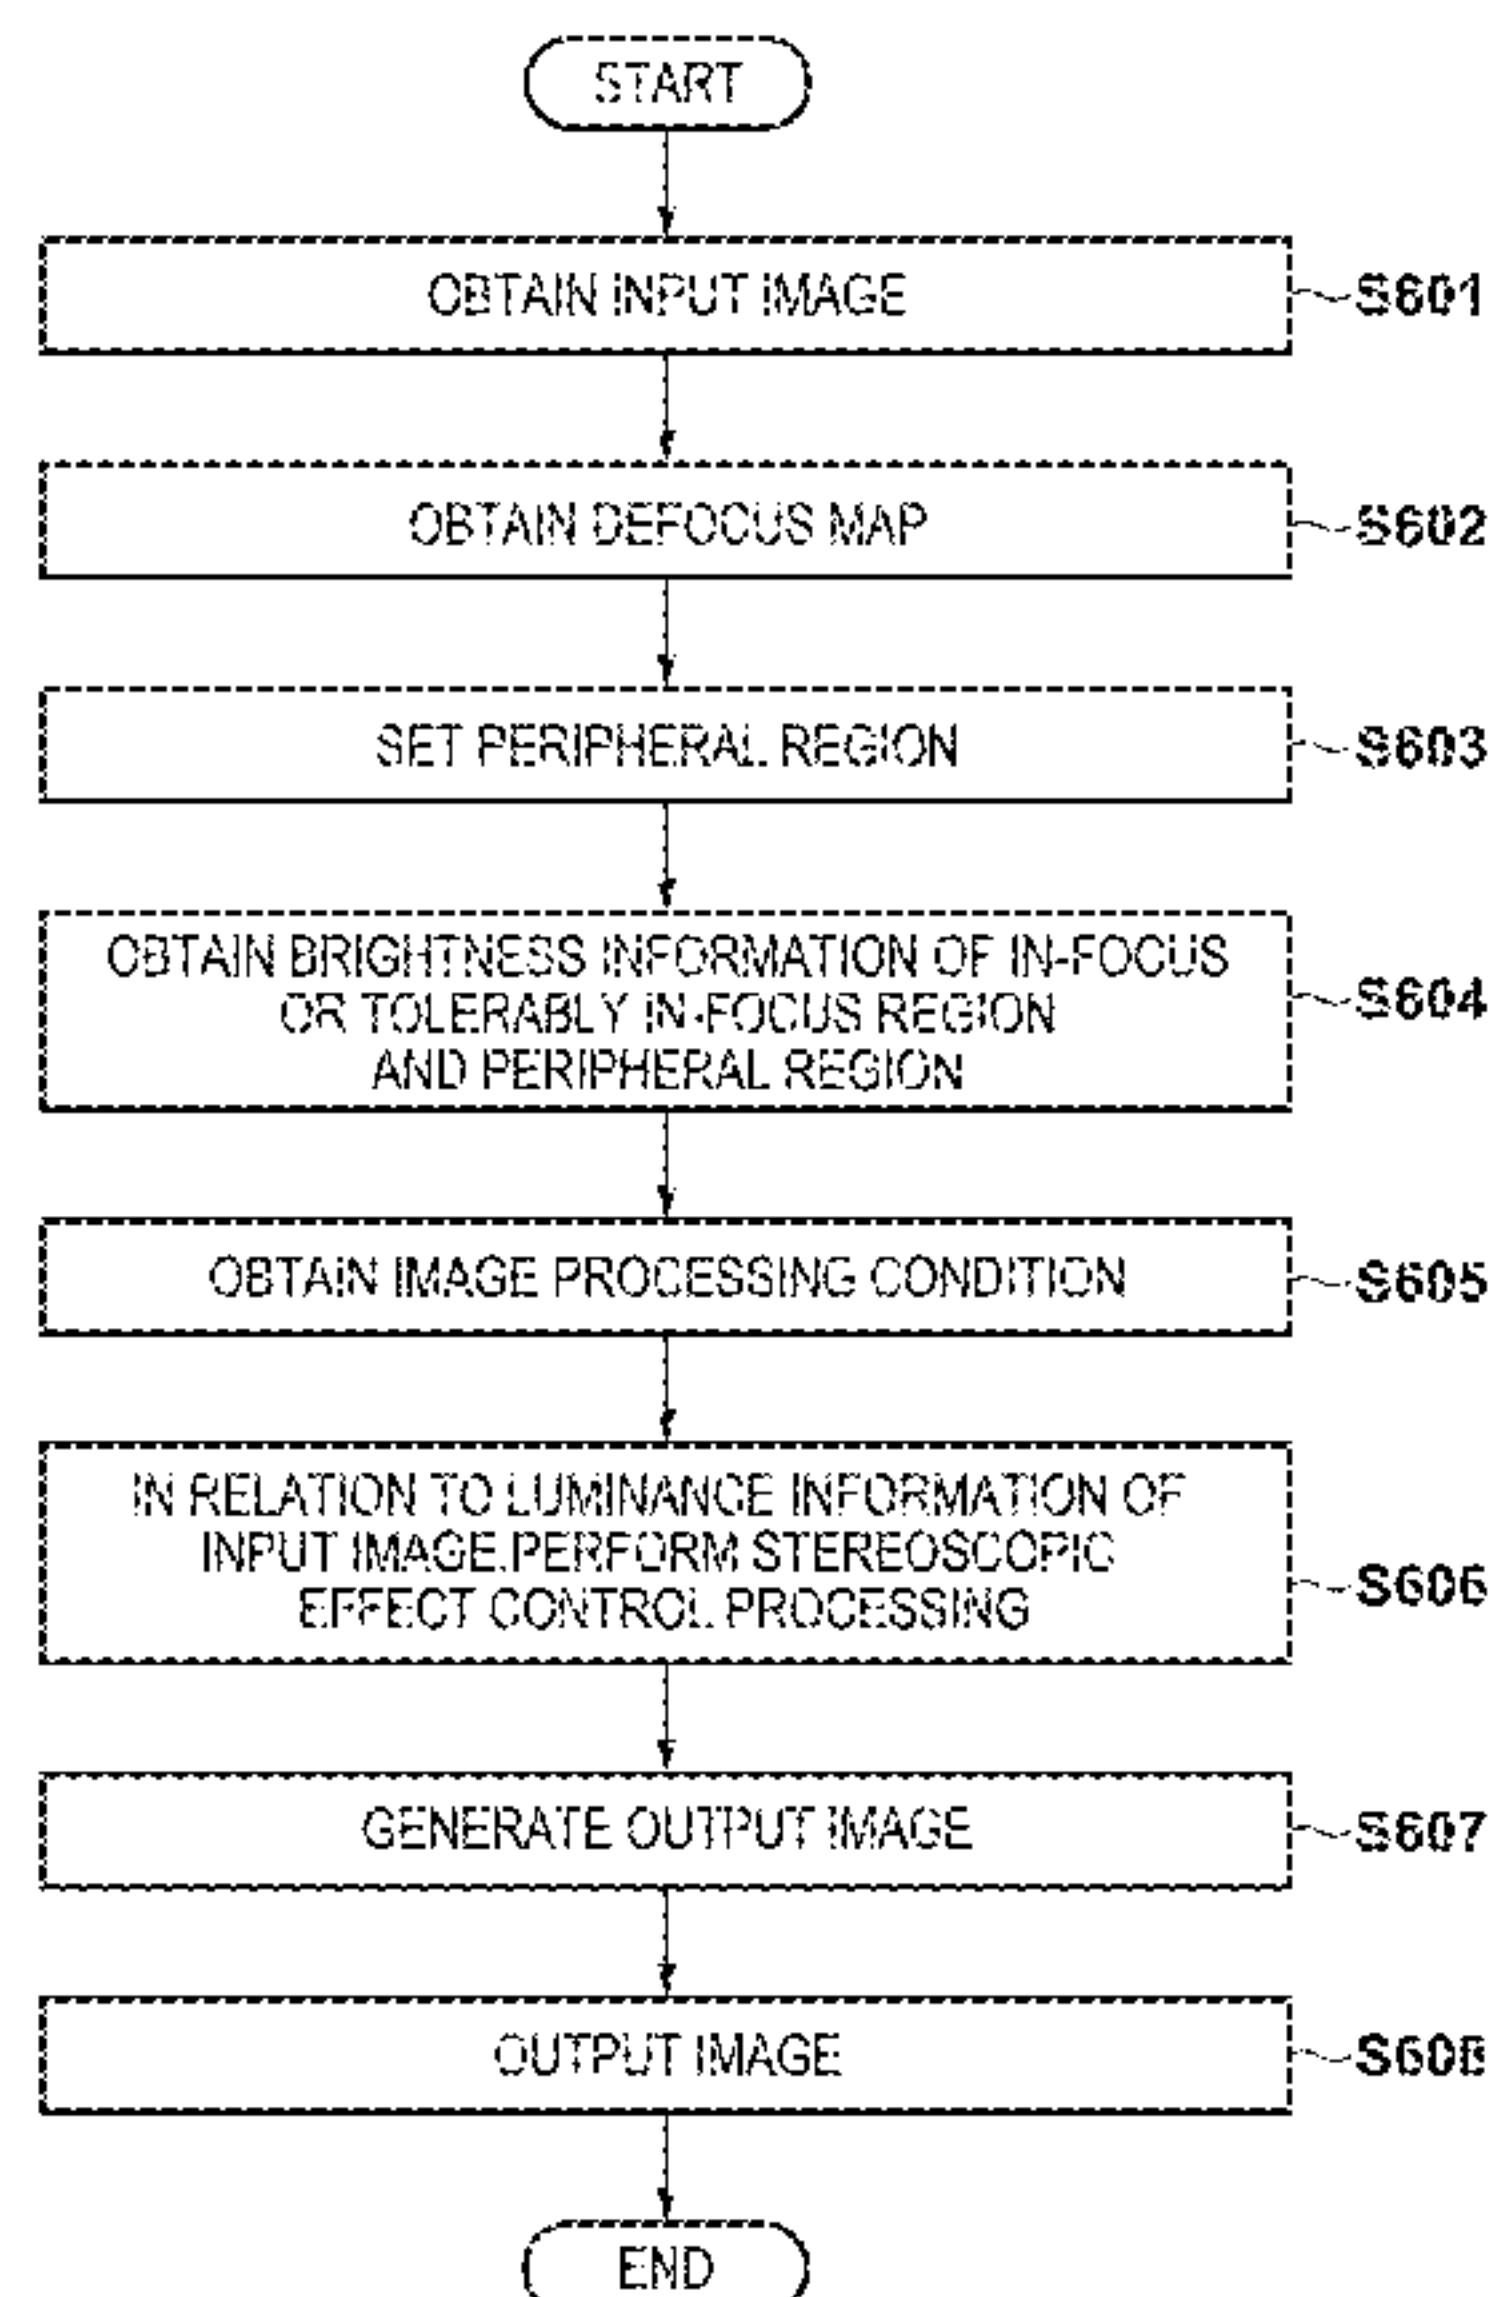 START
OBTAIN INPUT IMAGE
S601
OBTAIN DEFOCUS MAP
S602
SET PERIPHERAL REGION
S603
OBTAIN BRIGHTNESS INFORMATION OF IN-FOCUS
OR TOLERABLY IN-FOCUS REGION
AND PERIPHERAL REGION
S604
OBTAIN IMAGE PROCESSING CONDITION
S605
IN RELATION TO LUMINANCE INFORMATION OF
INPUT IMAGE,PERFORM STEREOSCOPIC
EFFECT CONTROL PROCESSING
S606
GENERATE OUTPUT IMAGE
S607
OUTPUT IMAGE
S608
END